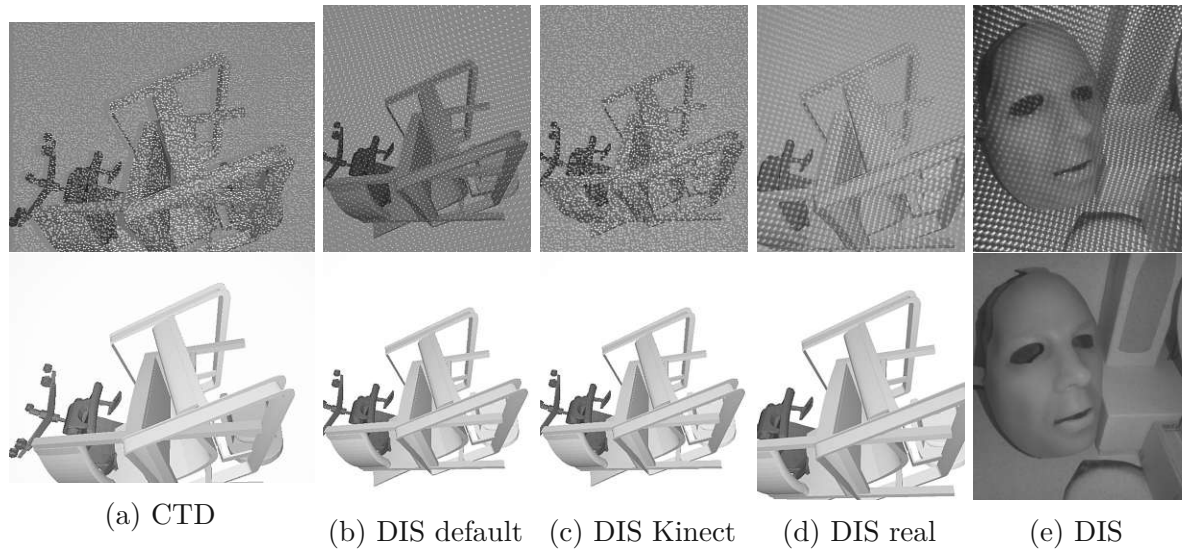 (a) CTD
(b) DIS default
(c) DIS Kinect
(d) DIS real
(e) DIS